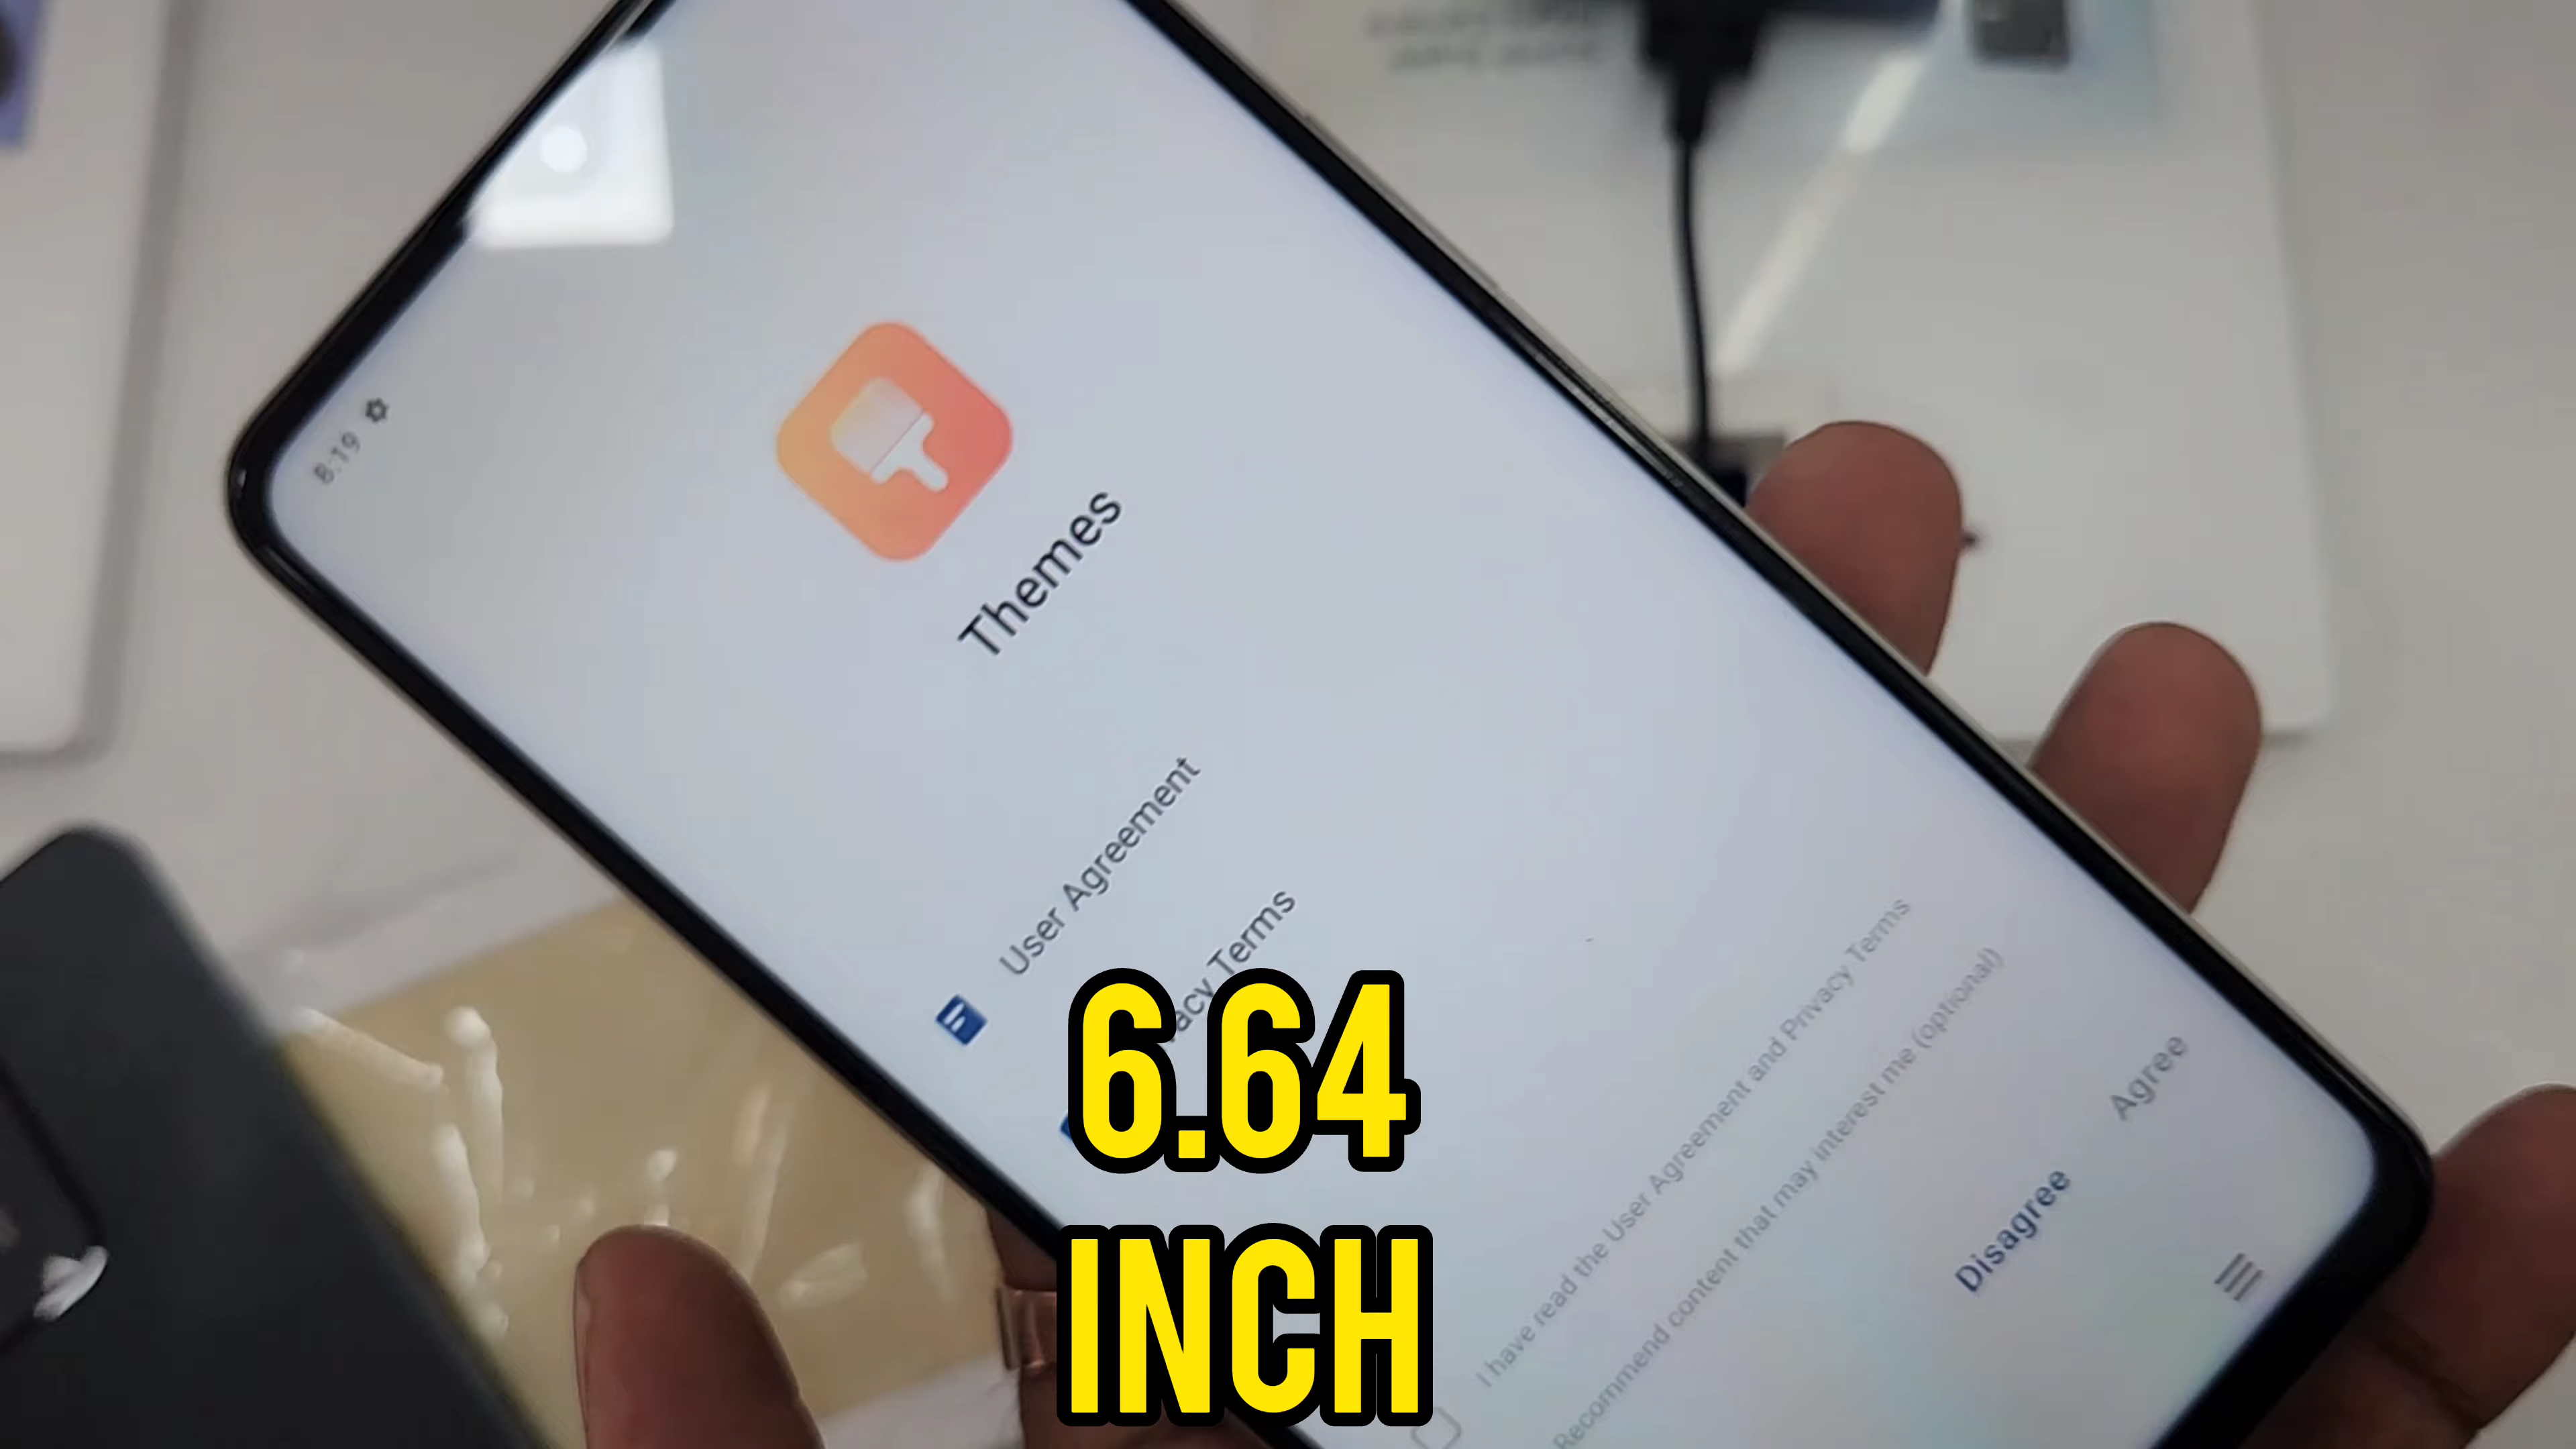 8:19
Themes
User Agreement
acy Terms
I have read the User Agreement and Privacy Terms
Recommend content that may interest me (optional)
Disagree
Agree
6.64
INCH